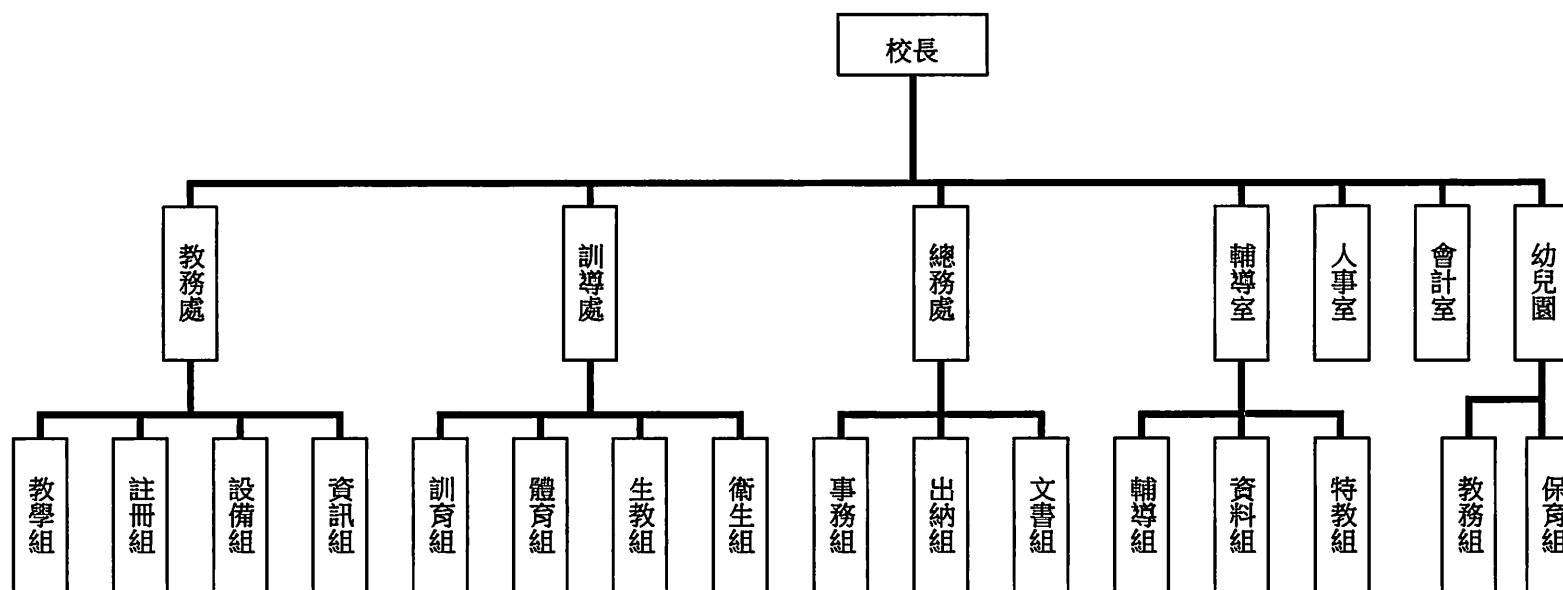 校長
教務處
訓導處
總務處
輔導室
人事室
會計室
幼兒園
教學組
註冊組
設備組
資訊組
訓育組
體育組
生教組
衛生組
事務組
出納組
文書組
輔導組
資料組
特教組
教務組
保育組